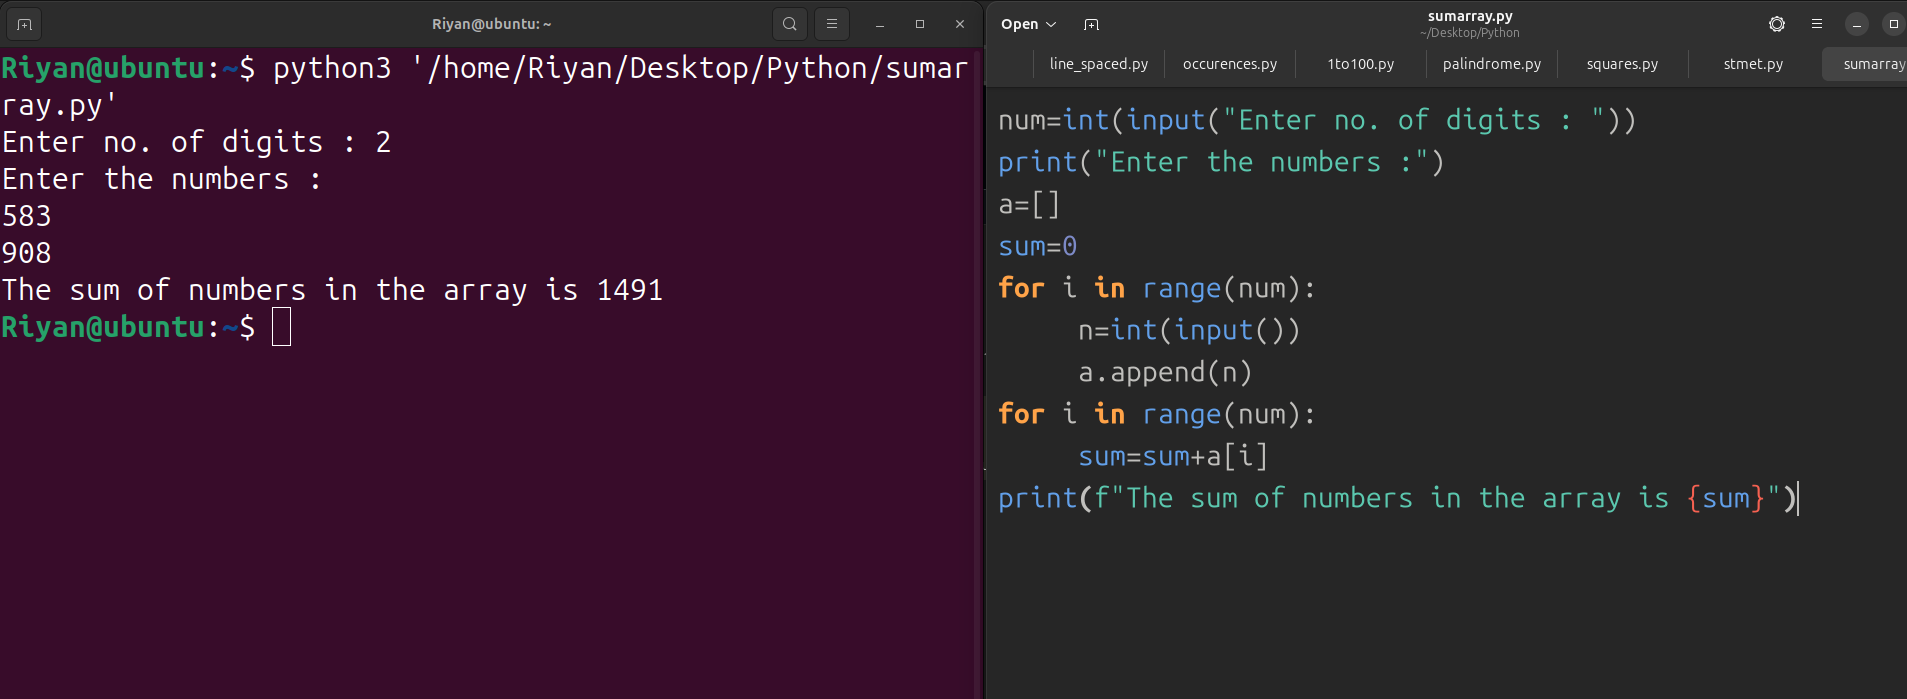 Riyan@ubuntu: ~
Riyan@ubuntu:~$ python3 '/home/Riyan/Desktop/Python/sumar
ray.py'
Enter no. of digits : 2
Enter the numbers :
583
908
The sum of numbers in the array is 1491
Riyan@ubuntu:~$
Open
sumarray.py
~/Desktop/Python
line_spaced.py occurences.py 1to100.py palindrome.py squares.py stmet.py sumarray
num=int(input("Enter no. of digits : "))
print("Enter the numbers :")
a=[]
sum=0
for i in range(num):
     n=int(input())
     a.append(n)
for i in range(num):
     sum=sum+a[i]
print(f"The sum of numbers in the array is {sum}")